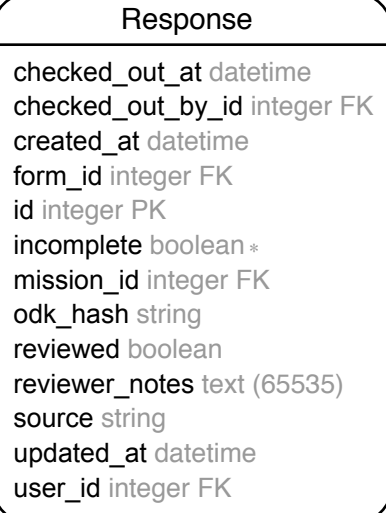 Response
checked_out_at datetime
checked_out_by_id integer FK
created_at datetime
form_id integer FK
id integer PK
incomplete boolean *
mission_id integer FK
odk_hash string
reviewed boolean
reviewer_notes text (65535)
source string
updated_at datetime
user_id integer FK